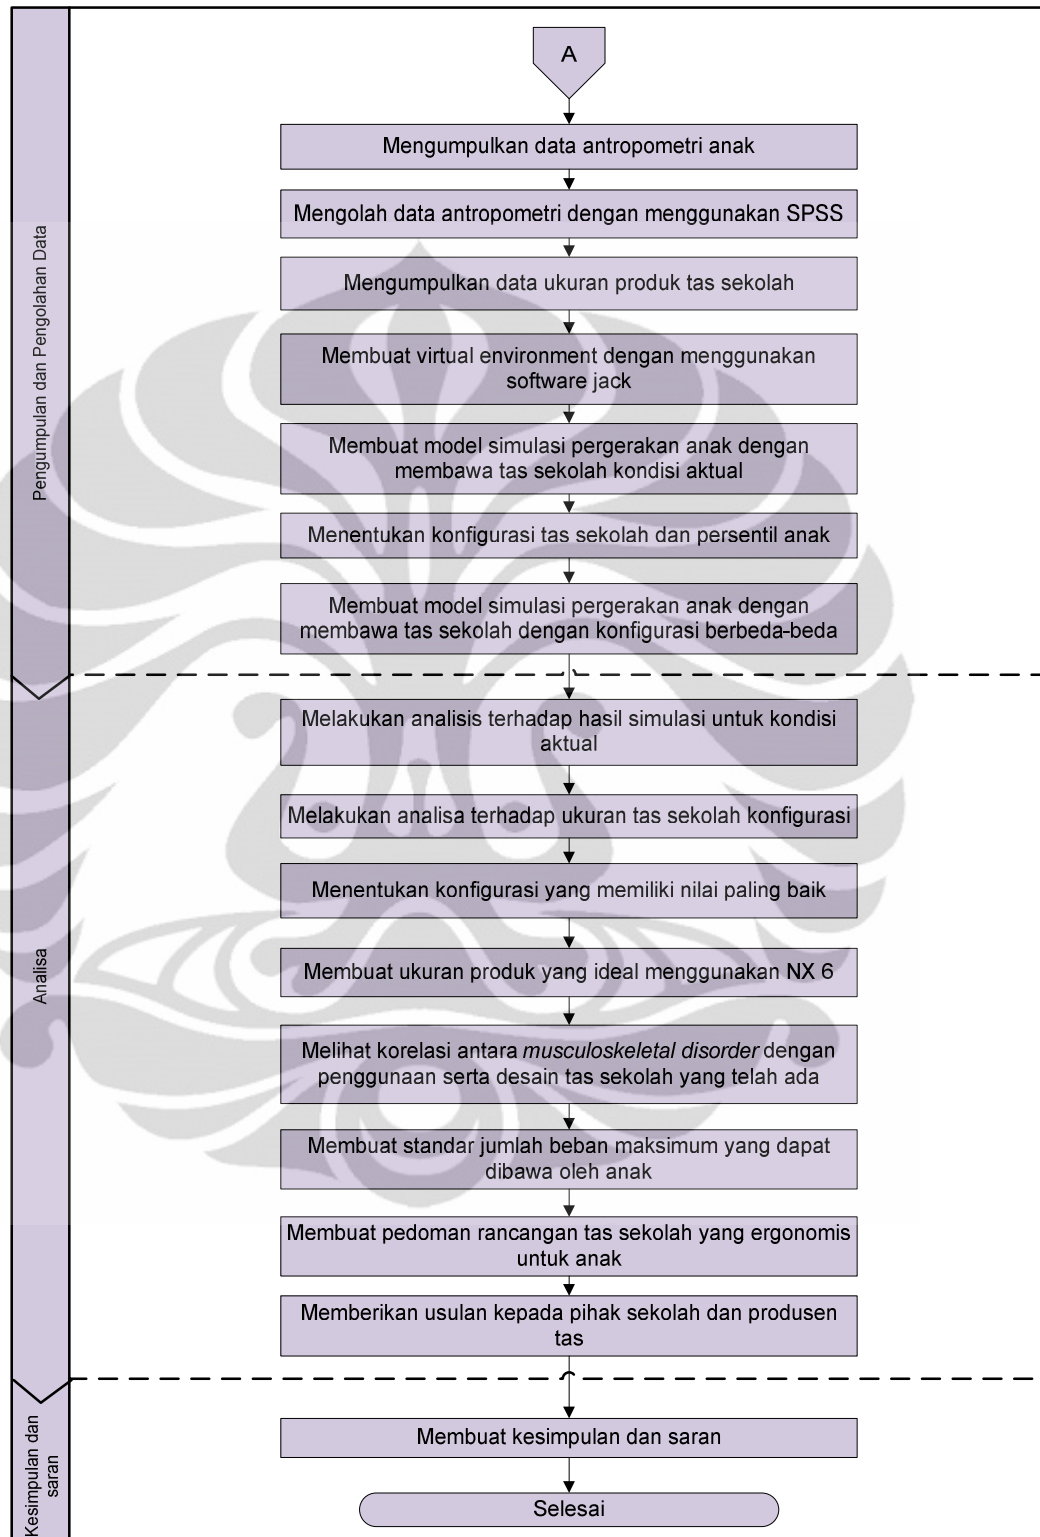 A
Mengumpulkan data antropometri anak
Mengolah data antropometri dengan menggunakan SPSS
Mengumpulkan data ukuran produk tas sekolah
Membuat virtual environment dengan menggunakan
software jack
Membuat model simulasi pergerakan anak dengan
membawa tas sekolah kondisi aktual
Menentukan konfigurasi tas sekolah dan persentil anak
Membuat model simulasi pergerakan anak dengan
membawa tas sekolah dengan konfigurasi berbeda-beda
Pengumpulan dan Pengolahan Data
Melakukan analisis terhadap hasil simulasi untuk kondisi
aktual
Melakukan analisa terhadap ukuran tas sekolah konfigurasi
Menentukan konfigurasi yang memiliki nilai paling baik
Membuat ukuran produk yang ideal menggunakan NX 6
Melihat korelasi antara musculoskeletal disorder dengan
penggunaan serta desain tas sekolah yang telah ada
Membuat standar jumlah beban maksimum yang dapat
dibawa oleh anak
Membuat pedoman rancangan tas sekolah yang ergonomis
untuk anak
Memberikan usulan kepada pihak sekolah dan produsen
tas
Analisa
Membuat kesimpulan dan saran
Selesai
Kesimpulan dan
saran